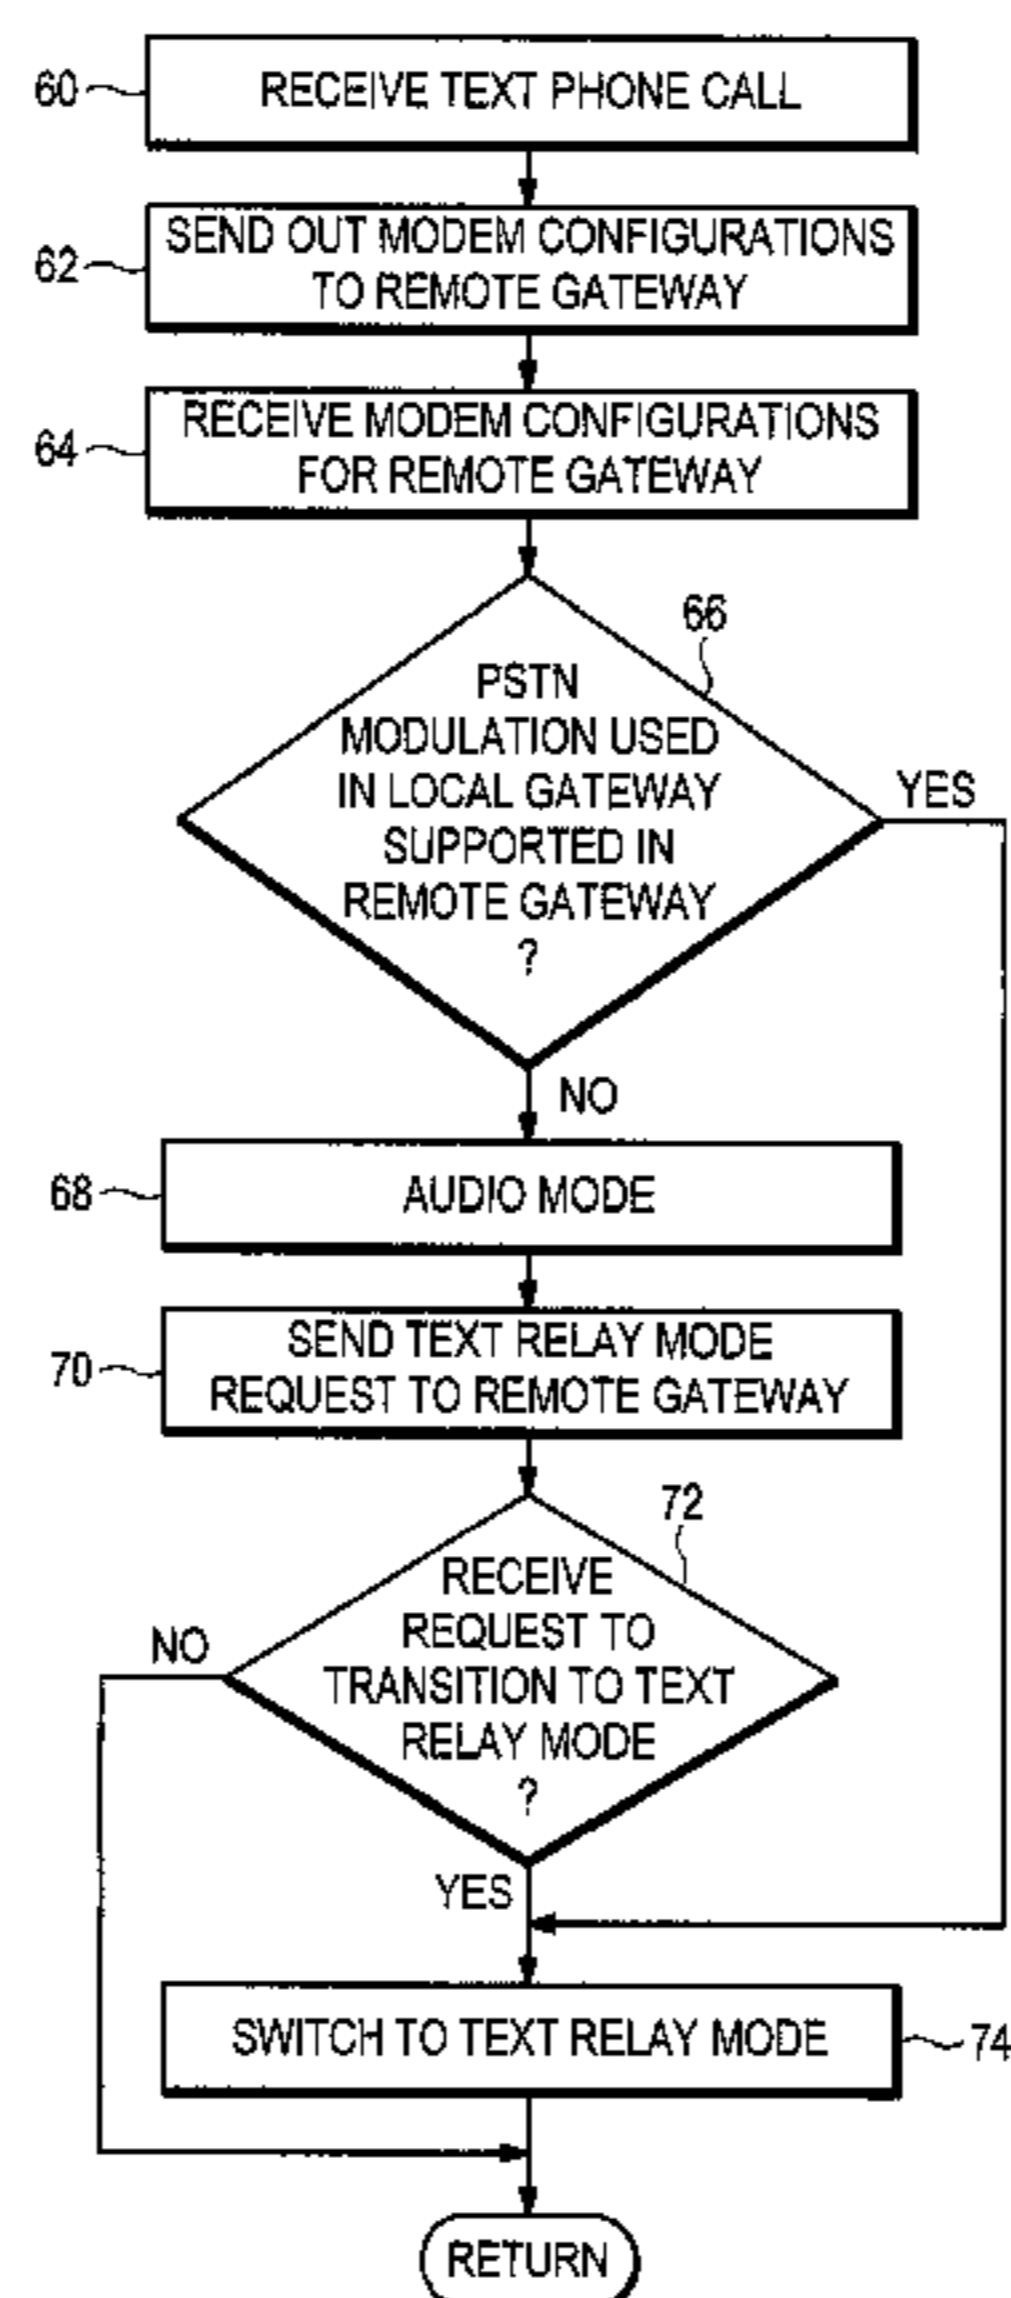 60
RECEIVE TEXT PHONE CALL
62
SEND OUT MODEM CONFIGURATIONS
TO REMOTE GATEWAY
64
RECEIVE MODEM CONFIGURATIONS
FOR REMOTE GATEWAY
66
PSTN
MODULATION USED
IN LOCAL GATEWAY
SUPPORTED IN
REMOTE GATEWAY
?
YES
NO
68
AUDIO MODE
70
SEND TEXT RELAY MODE
REQUEST TO REMOTE GATEWAY
72
RECEIVE
REQUEST TO
TRANSITION TO TEXT
RELAY MODE
?
NO
YES
SWITCH TO TEXT RELAY MODE
74
RETURN